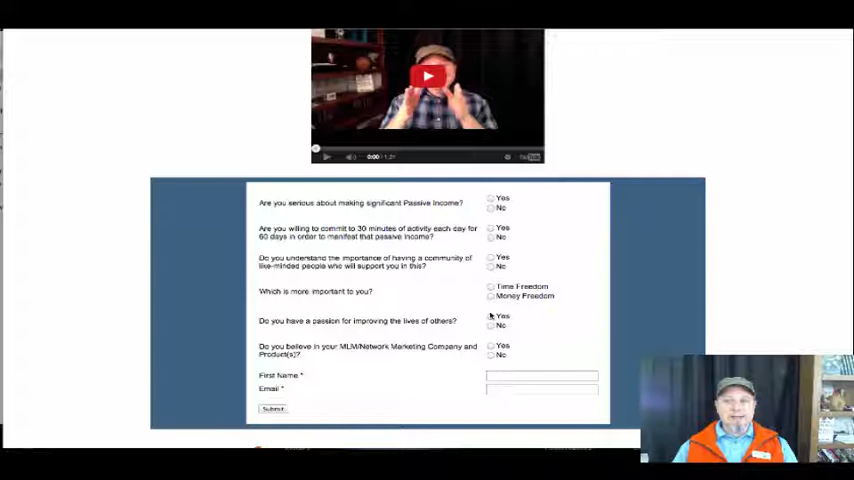 0:00 / 1:21
Are you serious about making significant Passive Income?
Yes
No
Are you willing to commit to 30 minutes of activity each day for
60 days in order to manifest that passive income?
Yes
No
Do you understand the importance of having a community of
like-minded people who will support you in this?
Yes
No
Which is more important to you?
Time Freedom
Money Freedom
Do you have a passion for improving the lives of others?
Yes
No
Do you believe in your MLM/Network Marketing Company and
Product(s)?
Yes
No
First Name *
Email *
Submit